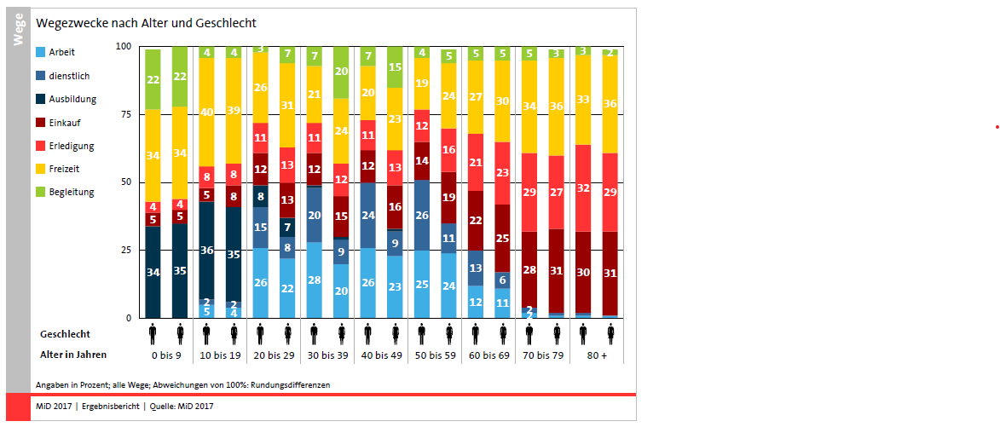 Wege
Wegezwecke nach Alter und Geschlecht
Arbeit
dienstlich
Ausbildung
Einkauf
Erledigung
Freizeit
Begleitung
100
75
50
25
0
22 34 4 5 34
22 34 4 5 35
4 40 8 5 36 2 5
4 39 8 8 35 2 4
3 26 11 12 8 15 26
7 31 13 13 7 8 22
7 21 11 12 20 28
20 24 12 15 9 20
7 20 11 12 24 26
15 23 13 16 9 23
4 19 12 14 26 25
5 24 16 19 11 24
5 27 21 22 13 12
5 30 23 25 6 11
5 34 29 28 2 2
3 36 27 31
3 33 32 30
2 36 29 31
Geschlecht
Alter in Jahren 0 bis 9 10 bis 19 20 bis 29 30 bis 39 40 bis 49 50 bis 59 60 bis 69 70 bis 79 80 +
Angaben in Prozent; alle Wege; Abweichungen von 100%: Rundungsdifferenzen
MiD 2017 | Ergebnisbericht | Quelle: MiD 2017